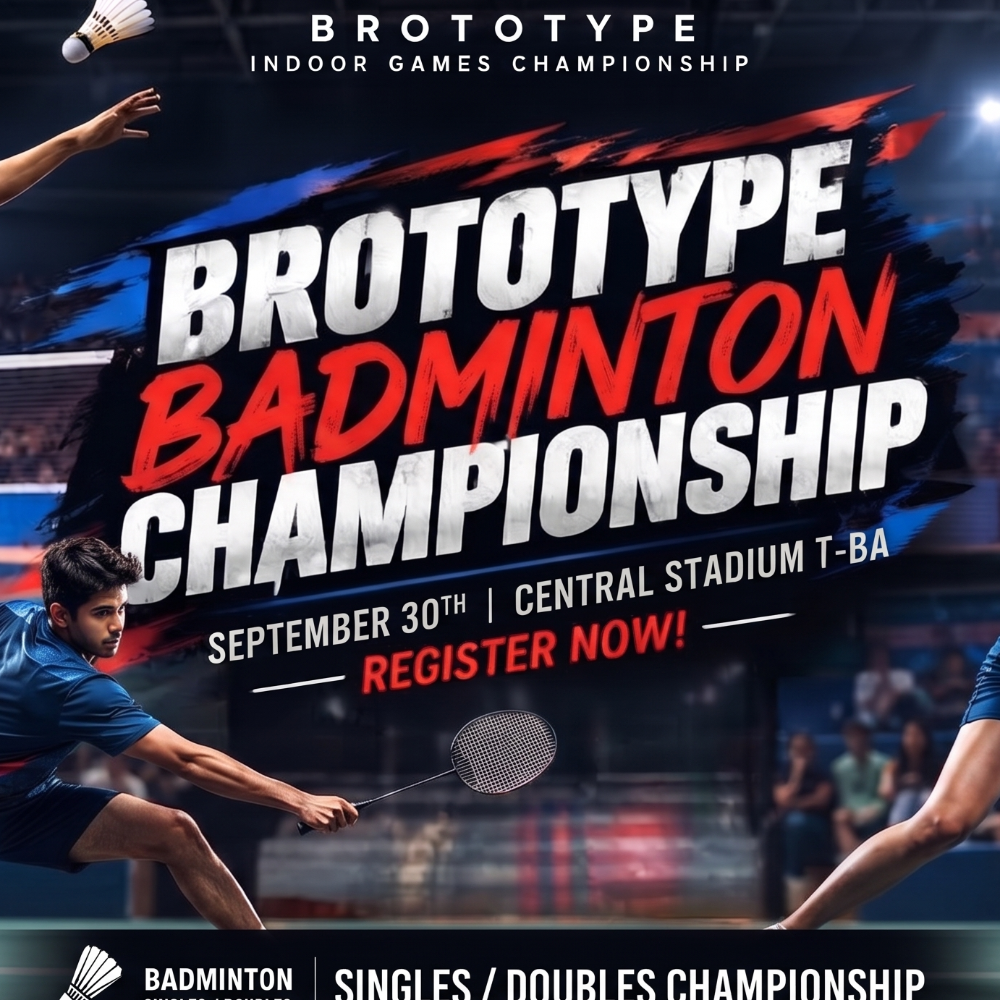 BROTOTYPE
INDOOR GAMES CHAMPIONSHIP
BROTOTYPE
BADMINTON
CHAMPIONSHIP
SEPTEMBER 30TH | CENTRAL STADIUM T-BA
REGISTER NOW!
BADMINTON
SINGLES / DOUBLES CHAMPIONSHIP